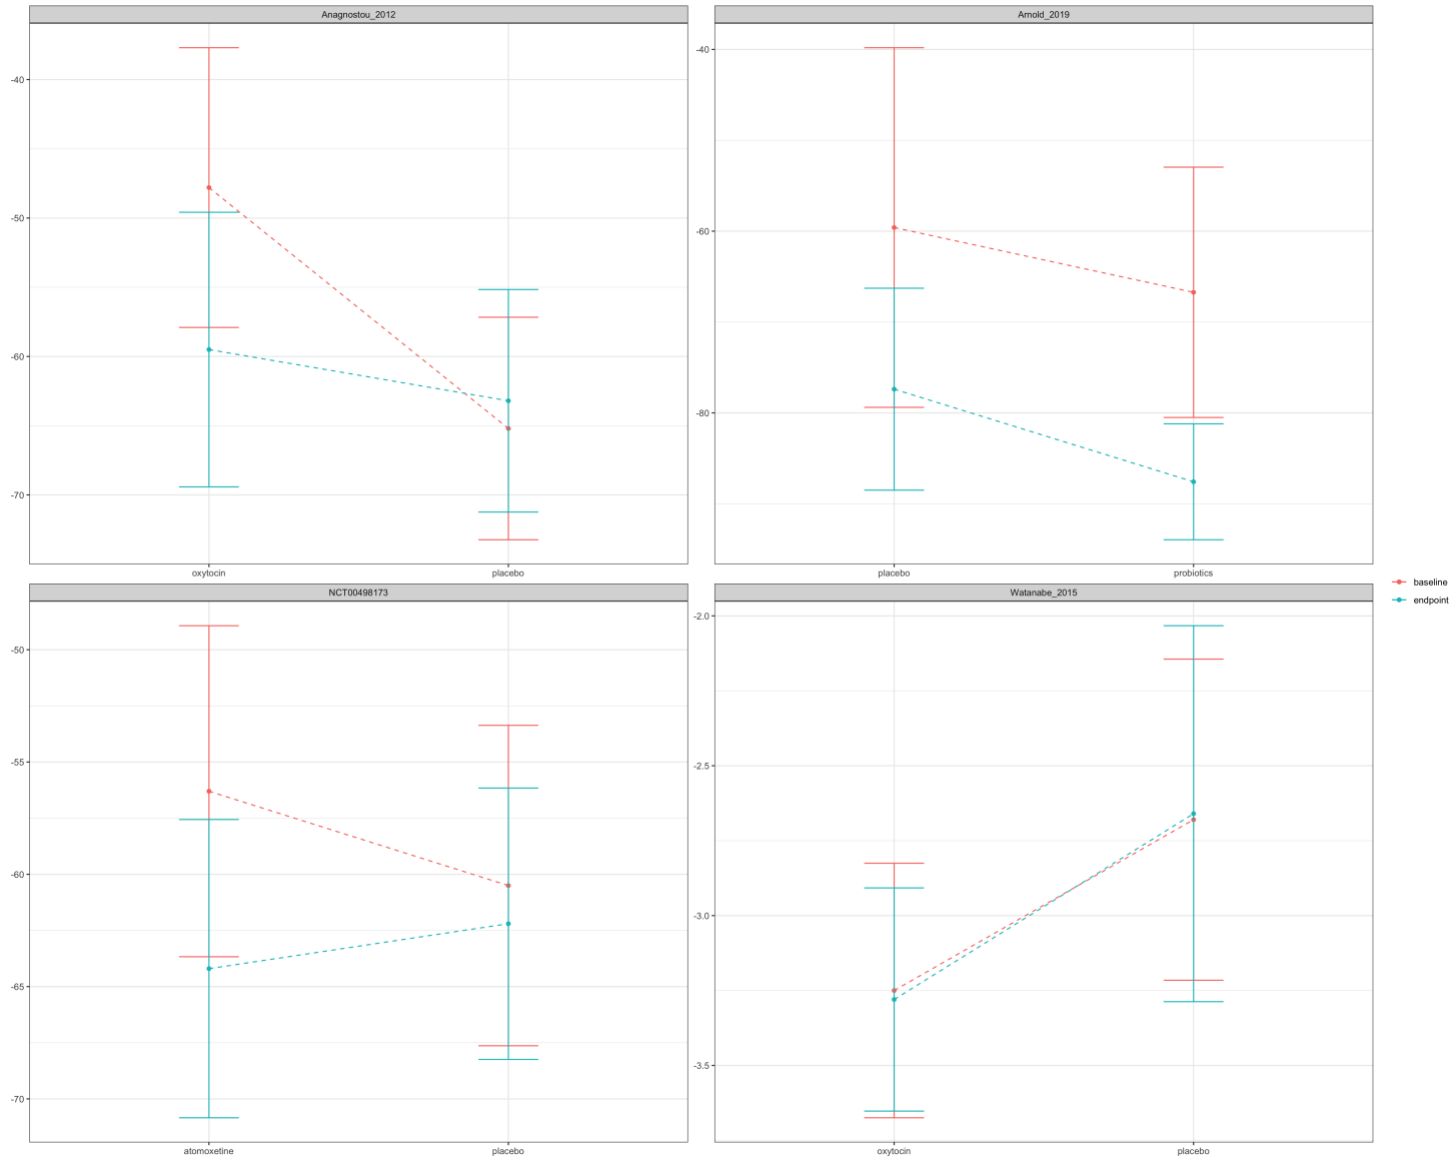 Anagnostou_2012
-40
-50
-60
-70
oxytocin placebo
Arnold_2019
-40
-60
-80
placebo probiotics
NCT00498173
-50
-55
-60
-65
-70
atomoxetine placebo
Watanabe_2015
-2.0
-2.5
-3.0
-3.5
oxytocin placebo
baseline
endpoint